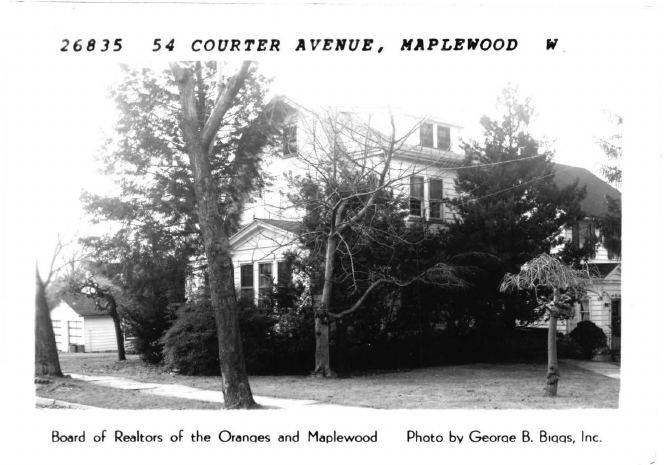 26835 54 COURTER AVENUE, MAPLEWOOD W
Board of Realtors of the Oranges and Maplewood Photo by George B. Biggs, Inc.